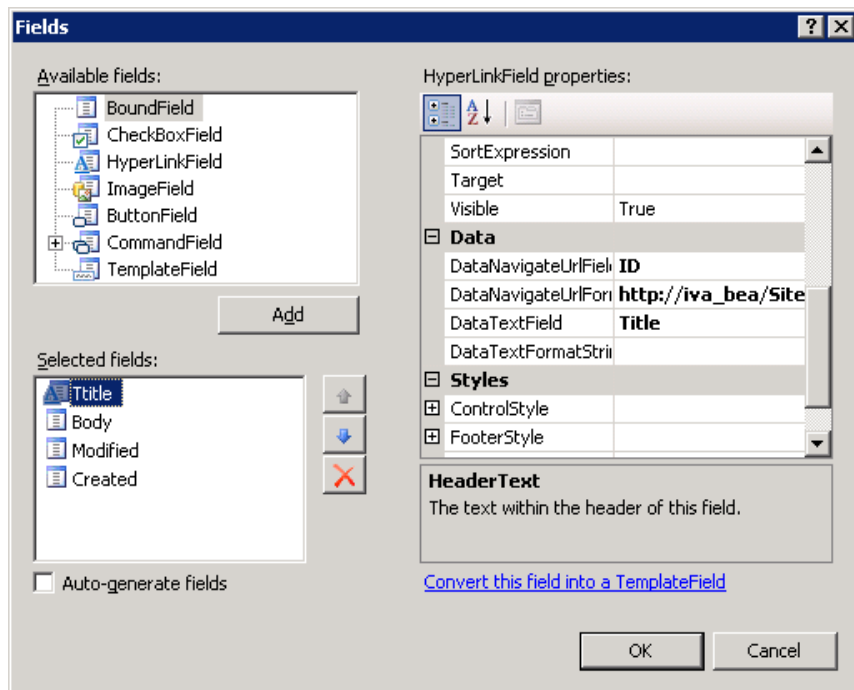 Fields
Available fields:
BoundField
CheckBoxField
HyperLinkField
ImageField
ButtonField
CommandField
TemplateField
Add
Selected fields:
Ttitle
Body
Modified
Created
Auto-generate fields
HyperLinkField properties:
SortExpression
Target
Visible True
Data
DataNavigateUrlFiel ID
DataNavigateUrlFor http://iva_bea/Site
DataTextField Title
DataTextFormatStri
Styles
ControlStyle
FooterStyle
HeaderText
The text within the header of this field.
Convert this field into a TemplateField
OK Cancel